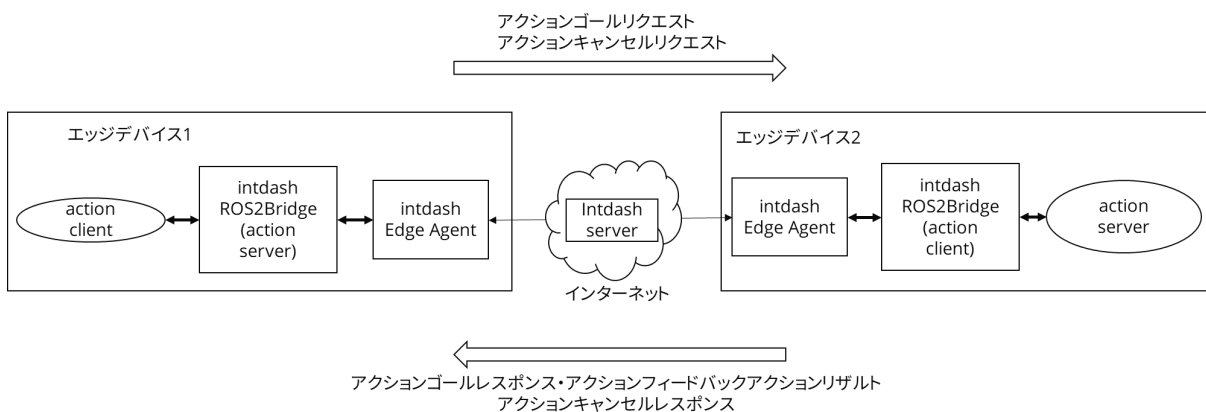 アクションゴールリクエスト
アクションキャンセルリクエスト
エッジデバイス1
action
client
intdash
ROS2Bridge
(action
server)
intdash
Edge Agent
Intdash
server
インターネット
エッジデバイス2
intdash
Edge Agent
intdash
ROS2Bridge
(action
client)
action
server
アクションゴールレスポンス・アクションフィードバックアクションリザルト
アクションキャンセルレスポンス